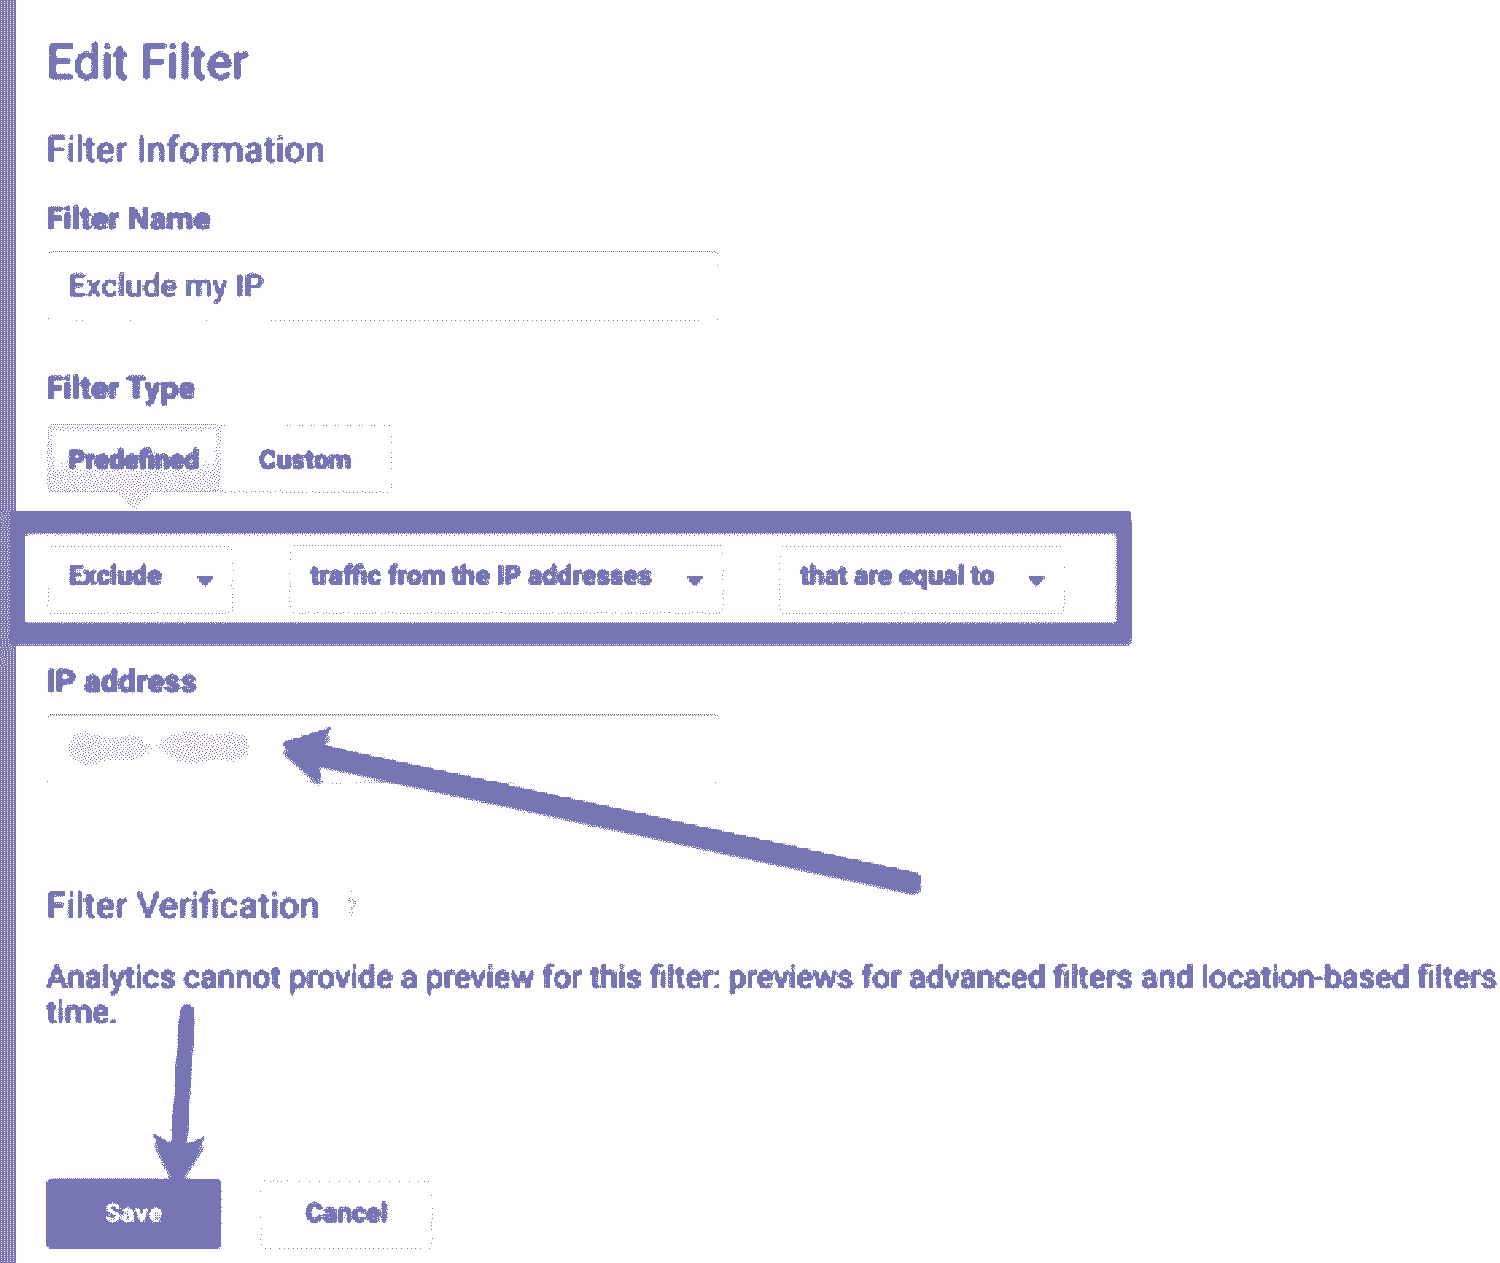 Edit Filter
Filter Information
Filter Name
Exclude my IP
Filter Type
Predefined Custom
Exclude traffic from the IP addresses that are equal to
IP address
Filter Verification ?
Analytics cannot provide a preview for this filter: previews for advanced filters and location-based filters
time.
Save Cancel